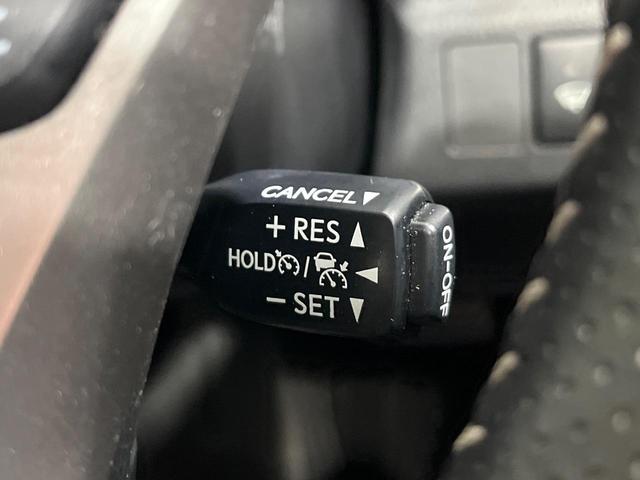 CANCEL
+ RES
HOLD /
− SET
ON-OFF